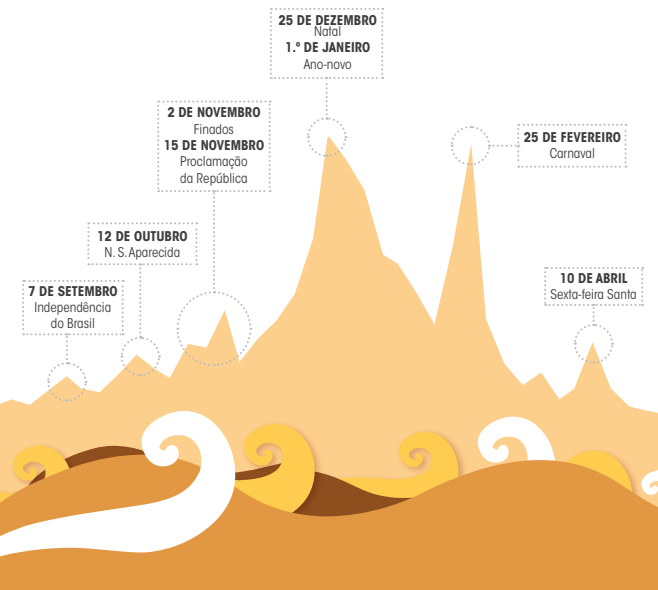 25 DE DEZEMBRO
Natal
1.º DE JANEIRO
Ano-novo
2 DE NOVEMBRO
Finados
15 DE NOVEMBRO
Proclamação
da República
25 DE FEVEREIRO
Carnaval
12 DE OUTUBRO
N. S. Aparecida
7 DE SETEMBRO
Independência
do Brasil
10 DE ABRIL
Sexta-feira Santa